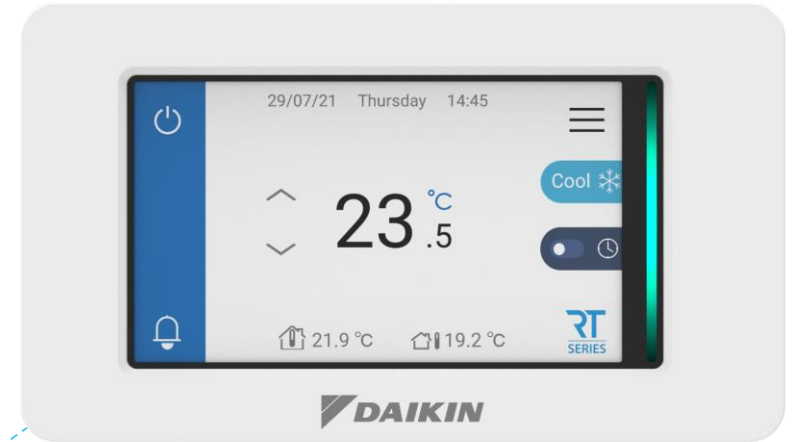 29/07/21 Thursday 14:45
Cool
23.5 °C
21.9 °C 19.2 °C
RT
SERIES
DAIKIN